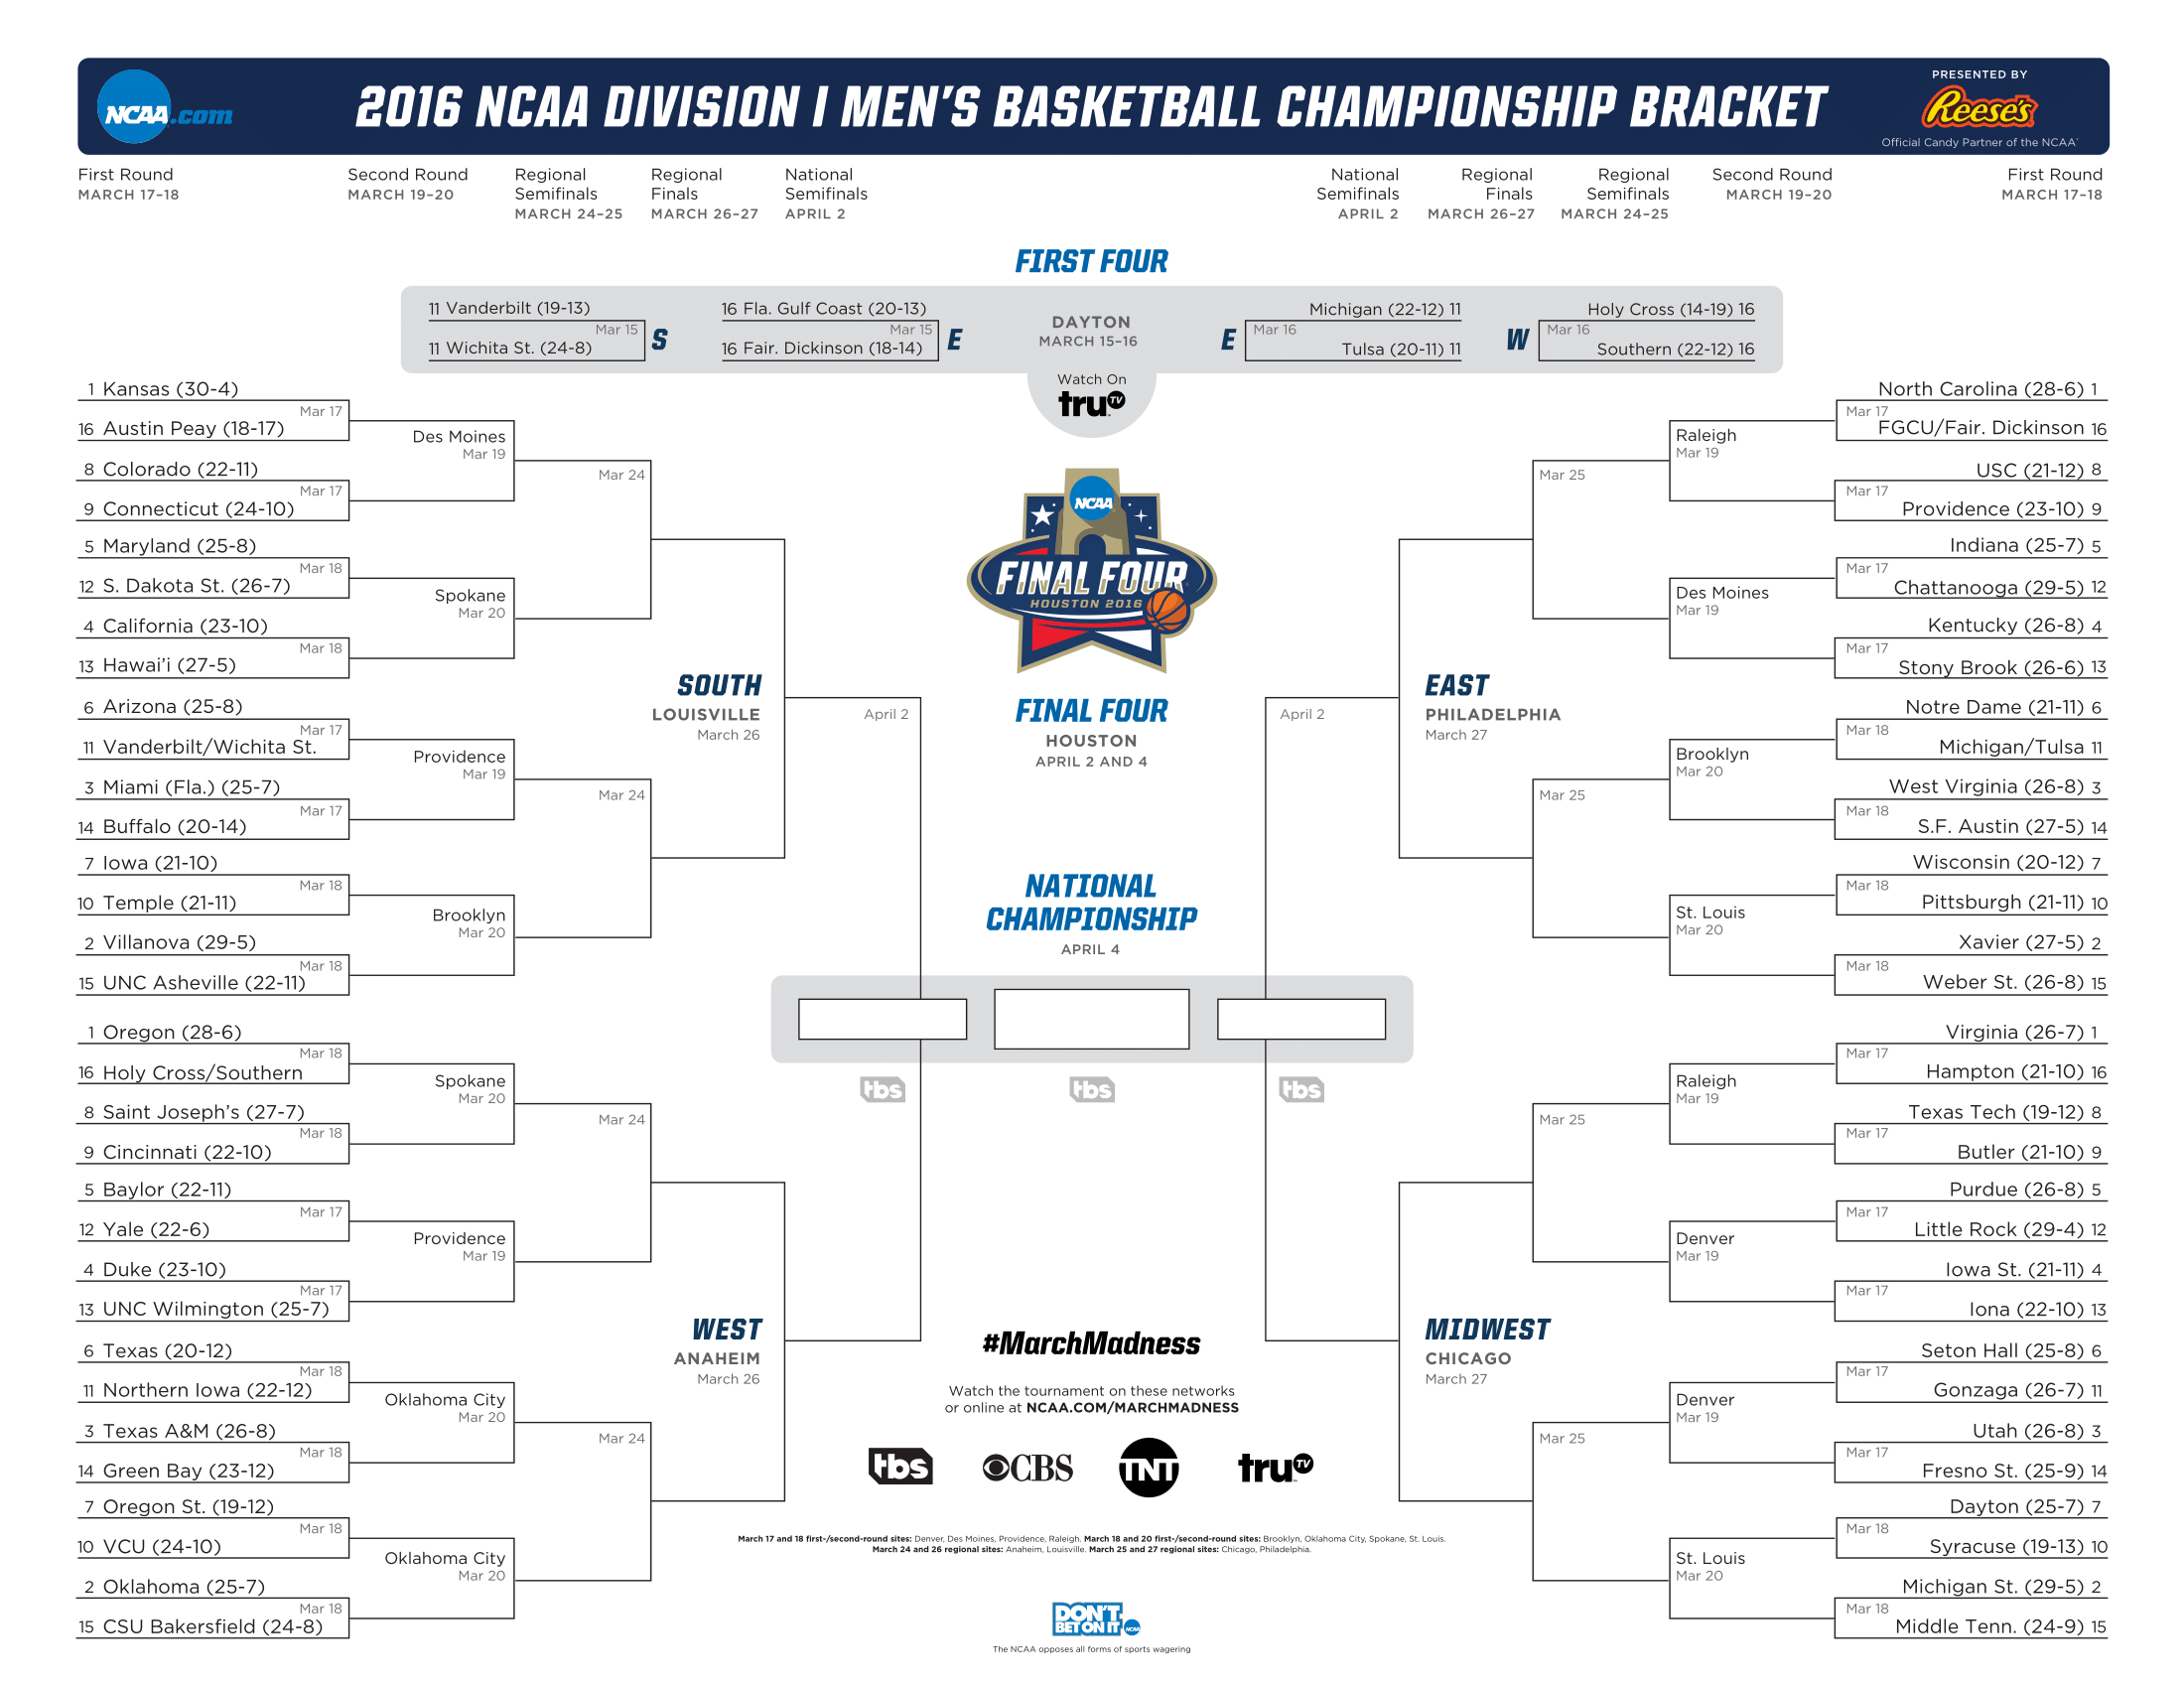 NCAA.com
2016 NCAA DIVISION I MEN'S BASKETBALL CHAMPIONSHIP BRACKET
PRESENTED BY
Reese's
Official Candy Partner of the NCAA
First Round
MARCH 17–18
Second Round
MARCH 19–20
Regional
Semifinals
MARCH 24–25
Regional
Finals
MARCH 26–27
National
Semifinals
APRIL 2
National
Semifinals
APRIL 2
Regional
Finals
MARCH 26–27
Regional
Semifinals
MARCH 24–25
Second Round
MARCH 19–20
First Round
MARCH 17–18
FIRST FOUR
11 Vanderbilt (19-13)
Mar 15
11 Wichita St. (24-8)
S
16 Fla. Gulf Coast (20-13)
Mar 15
16 Fair. Dickinson (18-14)
E
DAYTON
MARCH 15–16
Watch On
truTV
E
Michigan (22-12) 11
Mar 16
Tulsa (20-11) 11
W
Holy Cross (14-19) 16
Mar 16
Southern (22-12) 16
1 Kansas (30-4)
Mar 17
16 Austin Peay (18-17)
8 Colorado (22-11)
Mar 17
9 Connecticut (24-10)
5 Maryland (25-8)
Mar 18
12 S. Dakota St. (26-7)
4 California (23-10)
Mar 18
13 Hawai'i (27-5)
6 Arizona (25-8)
Mar 17
11 Vanderbilt/Wichita St.
3 Miami (Fla.) (25-7)
Mar 17
14 Buffalo (20-14)
7 Iowa (21-10)
Mar 18
10 Temple (21-11)
2 Villanova (29-5)
Mar 18
15 UNC Asheville (22-11)
Des Moines
Mar 19
Spokane
Mar 20
Providence
Mar 19
Brooklyn
Mar 20
Mar 24
Mar 24
SOUTH
LOUISVILLE
March 26
April 2
1 Oregon (28-6)
Mar 18
16 Holy Cross/Southern
8 Saint Joseph's (27-7)
Mar 18
9 Cincinnati (22-10)
5 Baylor (22-11)
Mar 17
12 Yale (22-6)
4 Duke (23-10)
Mar 17
13 UNC Wilmington (25-7)
6 Texas (20-12)
Mar 18
11 Northern Iowa (22-12)
3 Texas A&M (26-8)
Mar 18
14 Green Bay (23-12)
7 Oregon St. (19-12)
Mar 18
10 VCU (24-10)
2 Oklahoma (25-7)
Mar 18
15 CSU Bakersfield (24-8)
Spokane
Mar 20
Providence
Mar 19
Oklahoma City
Mar 20
Oklahoma City
Mar 20
Mar 24
Mar 24
WEST
ANAHEIM
March 26
NCAA
FINAL FOUR
HOUSTON 2016
FINAL FOUR
HOUSTON
APRIL 2 AND 4
NATIONAL
CHAMPIONSHIP
APRIL 4
tbs
tbs
tbs
#MarchMadness
Watch the tournament on these networks
or online at NCAA.COM/MARCHMADNESS
tbs
CBS
TNT
truTV
North Carolina (28-6) 1
Mar 17
FGCU/Fair. Dickinson 16
USC (21-12) 8
Mar 17
Providence (23-10) 9
Indiana (25-7) 5
Mar 17
Chattanooga (29-5) 12
Kentucky (26-8) 4
Mar 17
Stony Brook (26-6) 13
Notre Dame (21-11) 6
Mar 18
Michigan/Tulsa 11
West Virginia (26-8) 3
Mar 18
S.F. Austin (27-5) 14
Wisconsin (20-12) 7
Mar 18
Pittsburgh (21-11) 10
Xavier (27-5) 2
Mar 18
Weber St. (26-8) 15
Raleigh
Mar 19
Des Moines
Mar 19
Brooklyn
Mar 20
St. Louis
Mar 20
Mar 25
Mar 25
EAST
PHILADELPHIA
March 27
April 2
Virginia (26-7) 1
Mar 17
Hampton (21-10) 16
Texas Tech (19-12) 8
Mar 17
Butler (21-10) 9
Purdue (26-8) 5
Mar 17
Little Rock (29-4) 12
Iowa St. (21-11) 4
Mar 17
Iona (22-10) 13
Seton Hall (25-8) 6
Mar 17
Gonzaga (26-7) 11
Utah (26-8) 3
Mar 17
Fresno St. (25-9) 14
Dayton (25-7) 7
Mar 18
Syracuse (19-13) 10
Michigan St. (29-5) 2
Mar 18
Middle Tenn. (24-9) 15
Raleigh
Mar 19
Denver
Mar 19
Denver
Mar 19
St. Louis
Mar 20
Mar 25
Mar 25
MIDWEST
CHICAGO
March 27
March 17 and 18 first-/second-round sites: Denver, Des Moines, Providence, Raleigh. March 18 and 20 first-/second-round sites: Brooklyn, Oklahoma City, Spokane, St. Louis.
March 24 and 26 regional sites: Anaheim, Louisville. March 25 and 27 regional sites: Chicago, Philadelphia.
DON'T
BET ON IT
NCAA
The NCAA opposes all forms of sports wagering